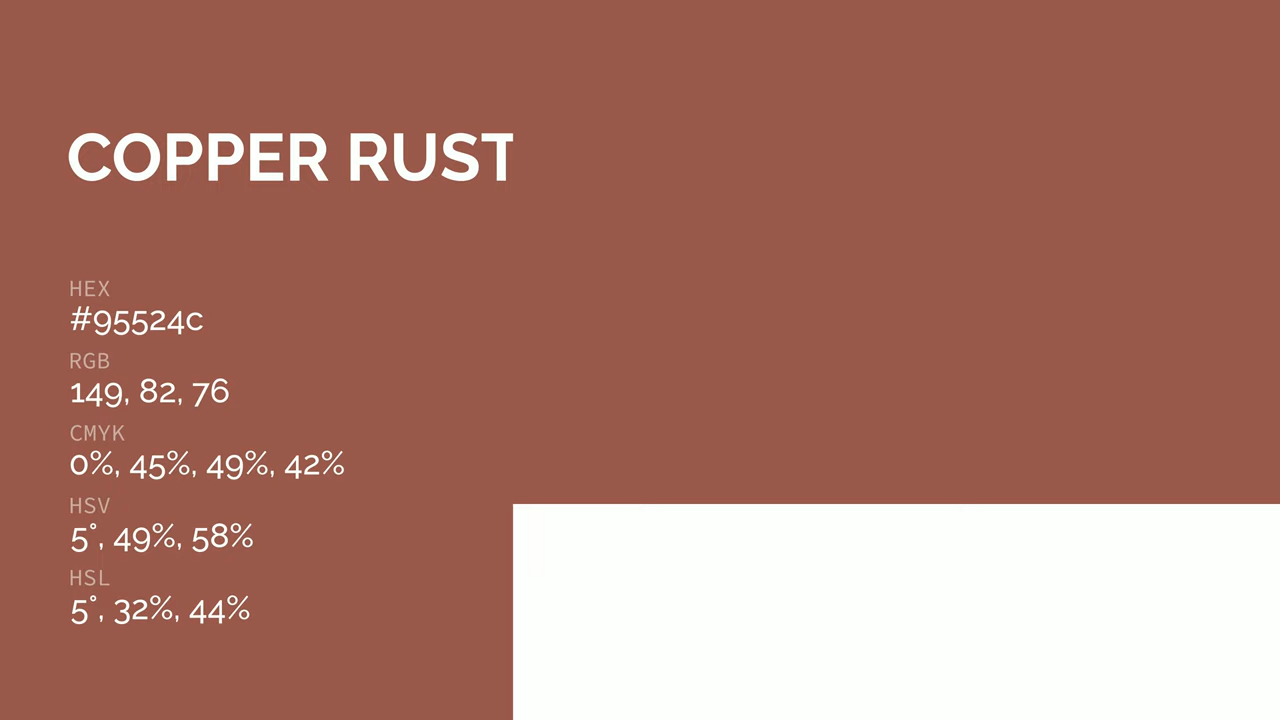 COPPER RUST
HEX
#95524c
RGB
149, 82, 76
CMYK
0%, 45%, 49%, 42%
HSV
5°, 49%, 58%
HSL
5°, 32%, 44%